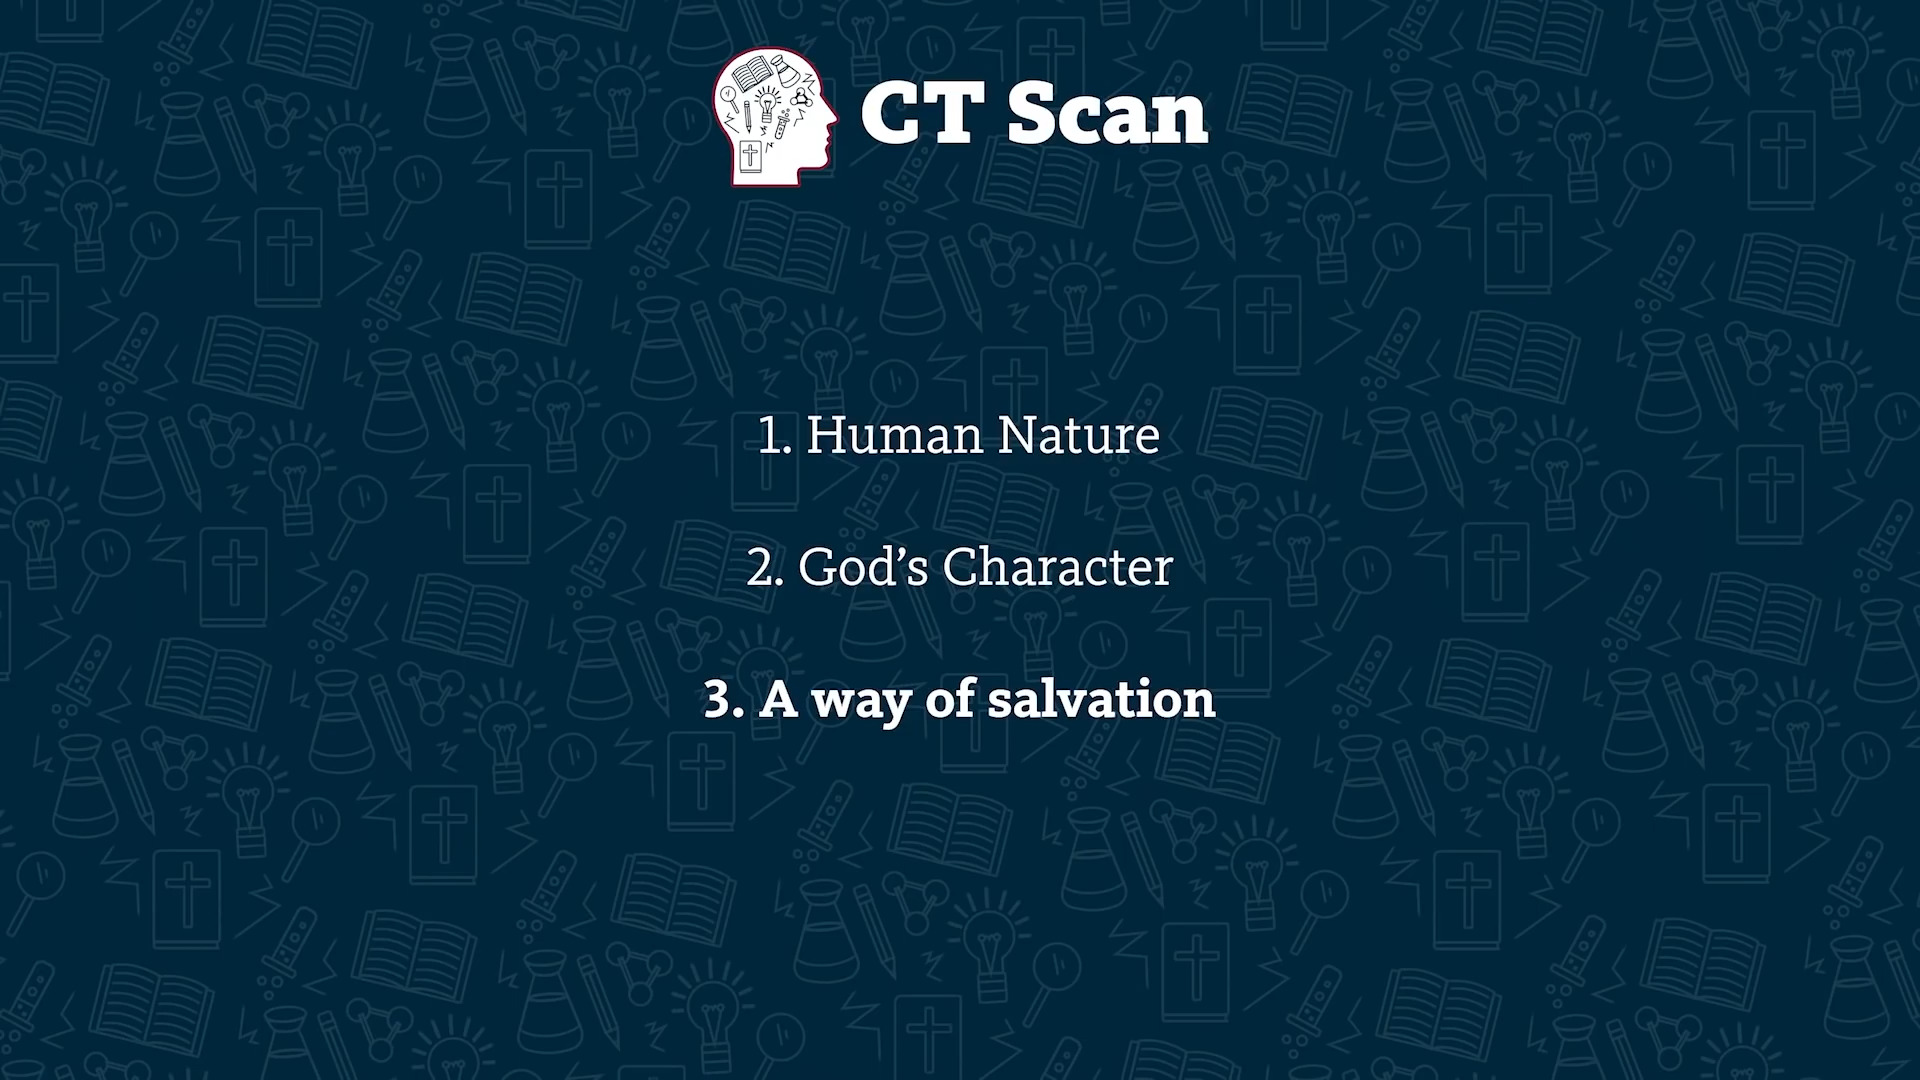 CT Scan
1. Human Nature
2. God’s Character
3. A way of salvation